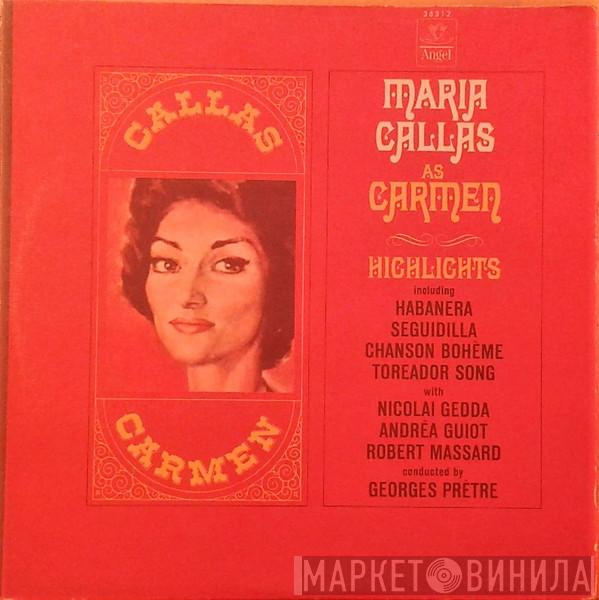 36312
Angel
CALLAS
CARMEN
MARIA
CALLAS
AS
CARMEN
HIGHLIGHTS
including
HABANERA
SEGUIDILLA
CHANSON BOHÈME
TOREADOR SONG
with
NICOLAI GEDDA
ANDRÉA GUIOT
ROBERT MASSARD
conducted by
GEORGES PRÊTRE
МАРКЕТ ВИНИЛА